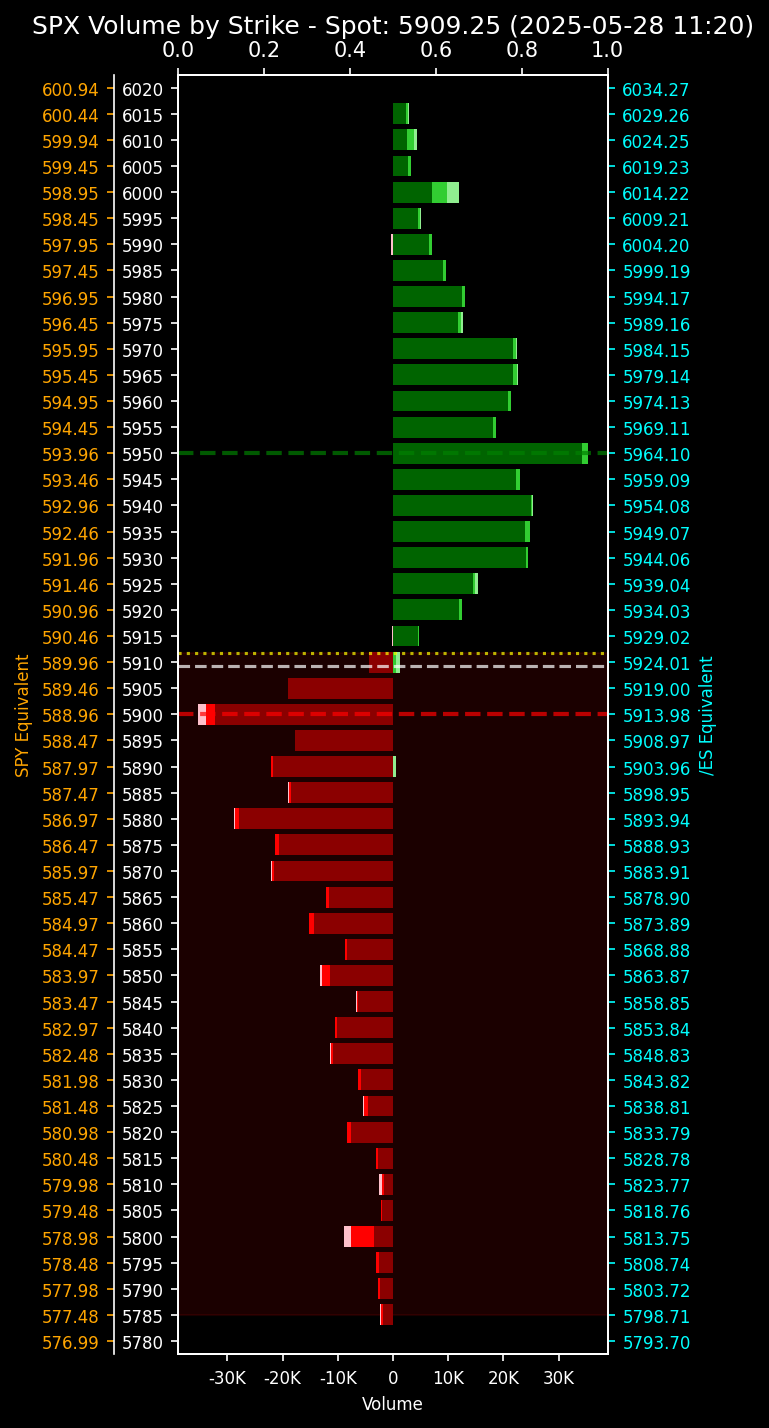 SPX Volume by Strike - Spot: 5909.25 (2025-05-28 11:20)
0.0 0.2 0.4 0.6 0.8 1.0
600.94 6020 6034.27
600.44 6015 6029.26
599.94 6010 6024.25
599.45 6005 6019.23
598.95 6000 6014.22
598.45 5995 6009.21
597.95 5990 6004.20
597.45 5985 5999.19
596.95 5980 5994.17
596.45 5975 5989.16
595.95 5970 5984.15
595.45 5965 5979.14
594.95 5960 5974.13
594.45 5955 5969.11
593.96 5950 5964.10
593.46 5945 5959.09
592.96 5940 5954.08
592.46 5935 5949.07
591.96 5930 5944.06
591.46 5925 5939.04
590.96 5920 5934.03
590.46 5915 5929.02
589.96 5910 5924.01
589.46 5905 5919.00
588.96 5900 5913.98
588.47 5895 5908.97
587.97 5890 5903.96
587.47 5885 5898.95
586.97 5880 5893.94
586.47 5875 5888.93
585.97 5870 5883.91
585.47 5865 5878.90
584.97 5860 5873.89
584.47 5855 5868.88
583.97 5850 5863.87
583.47 5845 5858.85
582.97 5840 5853.84
582.48 5835 5848.83
581.98 5830 5843.82
581.48 5825 5838.81
580.98 5820 5833.79
580.48 5815 5828.78
579.98 5810 5823.77
579.48 5805 5818.76
578.98 5800 5813.75
578.48 5795 5808.74
577.98 5790 5803.72
577.48 5785 5798.71
576.99 5780 5793.70
SPY Equivalent
/ES Equivalent
-30K -20K -10K 0 10K 20K 30K
Volume